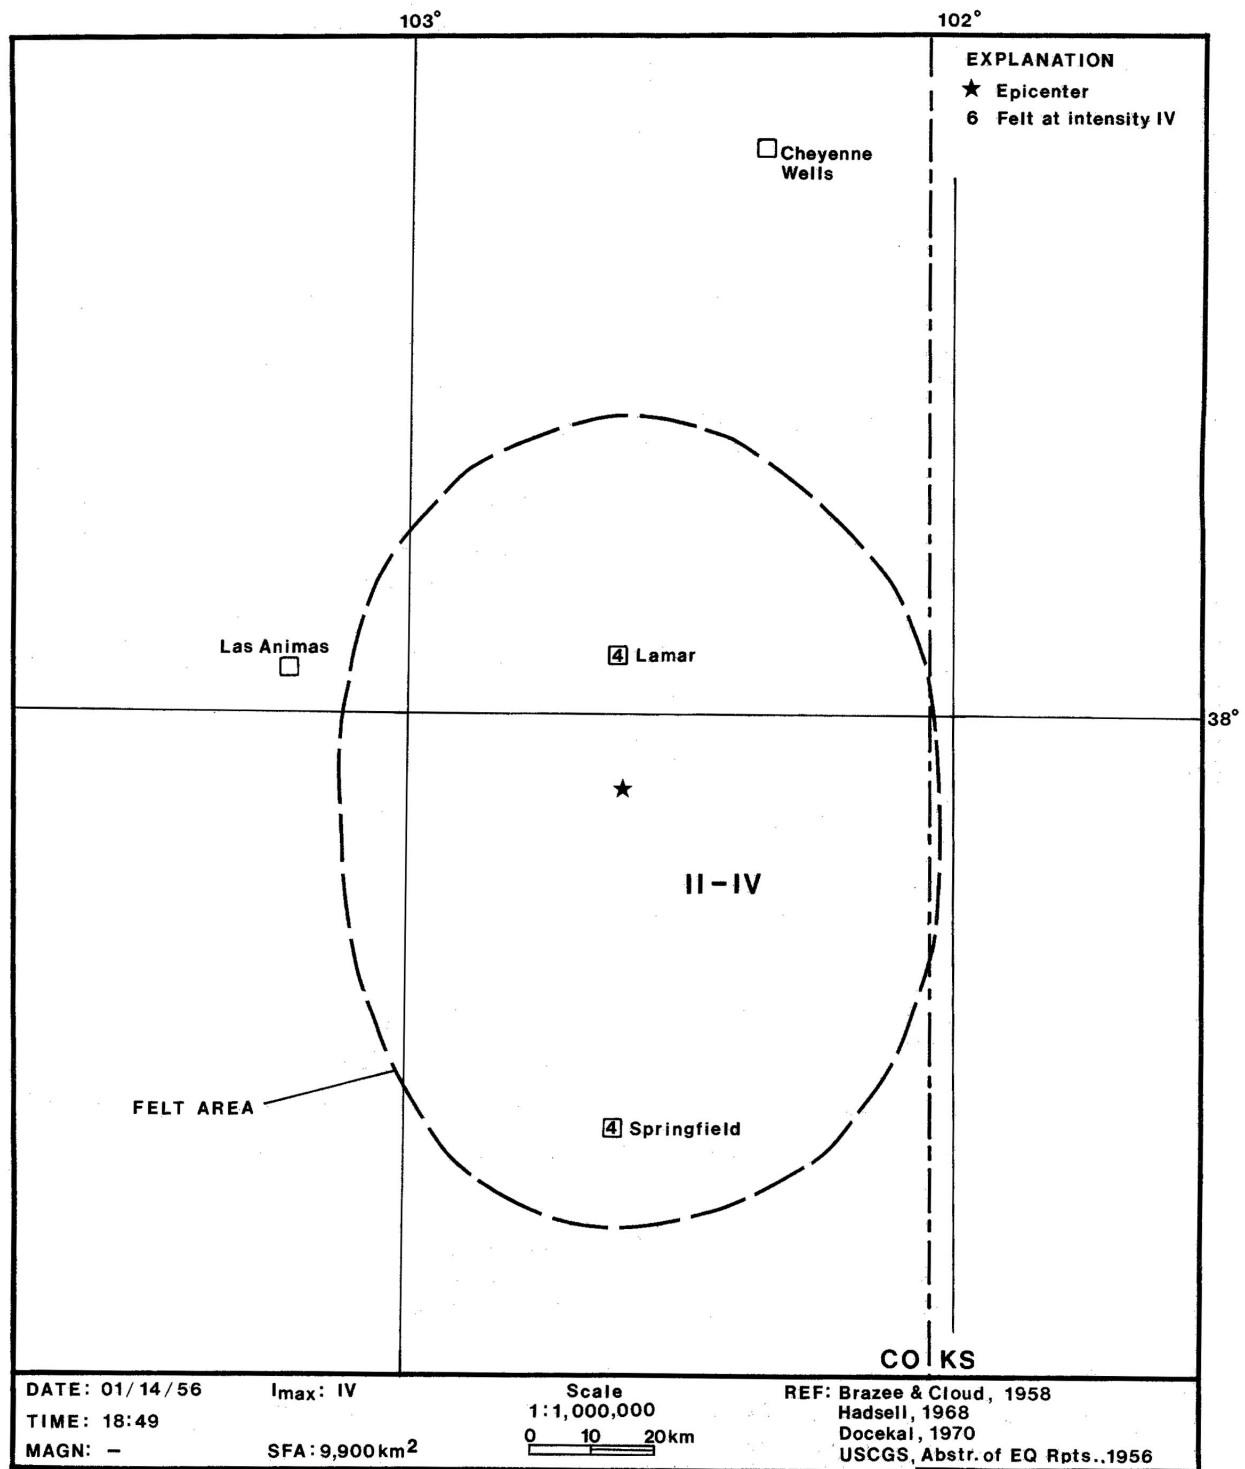 103° 102°
EXPLANATION
★ Epicenter
6 Felt at intensity IV
Cheyenne
Wells
Las Animas
4 Lamar
38°
II-IV
FELT AREA
4 Springfield
CO KS
DATE: 01/14/56
TIME: 18:49
MAGN: –
Imax: IV
SFA: 9,900km²
Scale
1:1,000,000
0 10 20km
REF: Brazee & Cloud, 1958
Hadsell, 1968
Docekal, 1970
USCGS, Abstr. of EQ Rpts.,1956